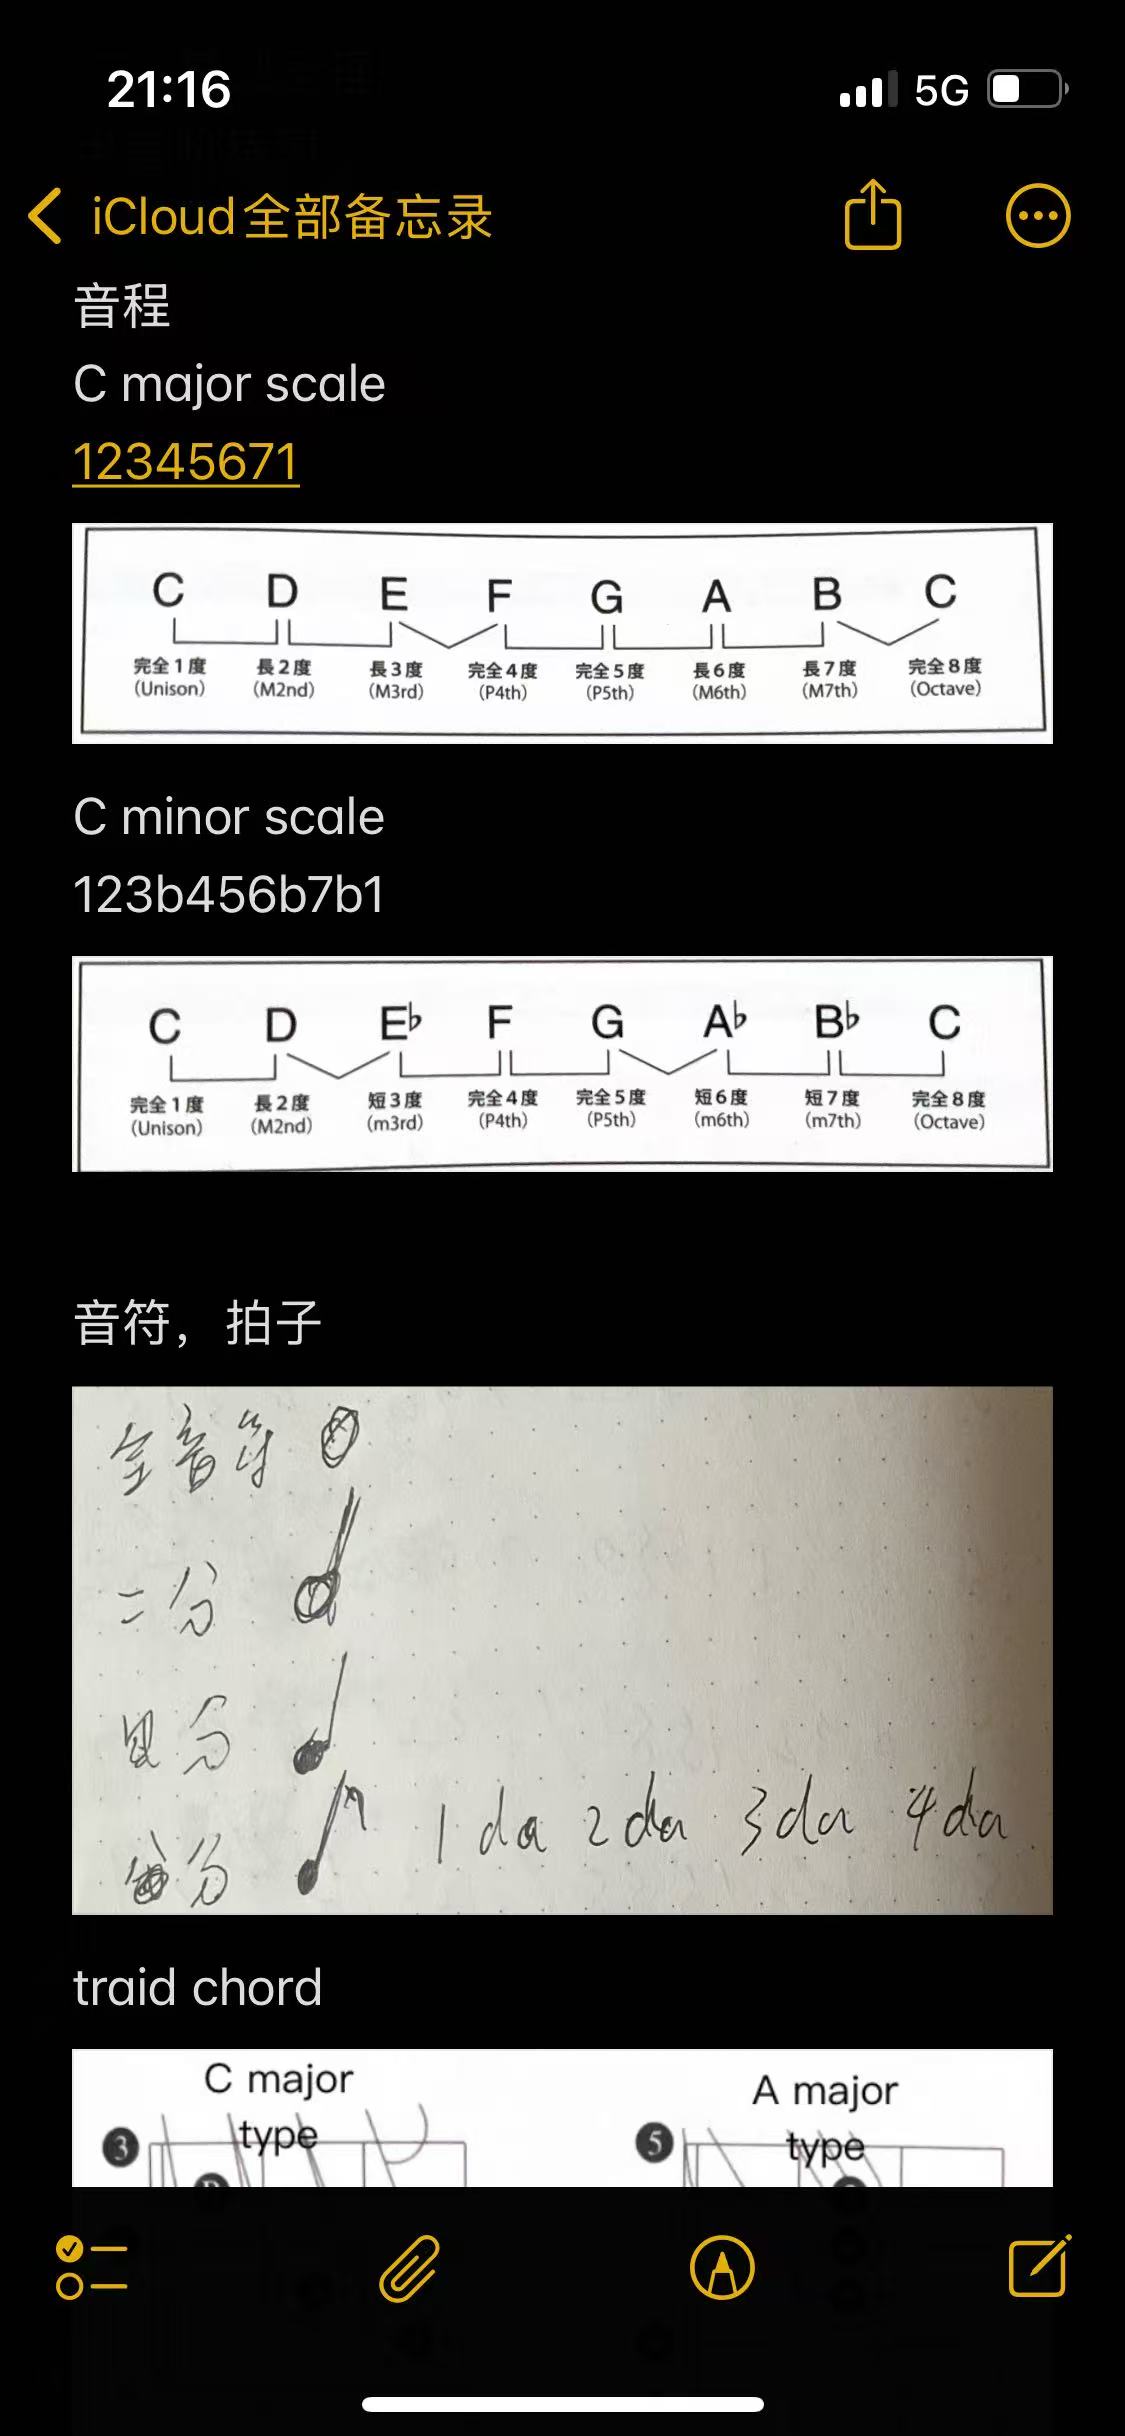 21:16 5G
iCloud全部备忘录
音程
C major scale
12345671
C D E F G A B C
完全1度 長2度 長3度 完全4度 完全5度 長6度 長7度 完全8度
(Unison) (M2nd) (M3rd) (P4th) (P5th) (M6th) (M7th) (Octave)
C minor scale
123b456b7b1
C D E♭ F G A♭ B♭ C
完全1度 長2度 短3度 完全4度 完全5度 短6度 短7度 完全8度
(Unison) (M2nd) (m3rd) (P4th) (P5th) (m6th) (m7th) (Octave)
音符，拍子
全音符
二分
四分
分 1 da 2 da 3 da 4 da
traid chord
C major A major
3 type 5 type